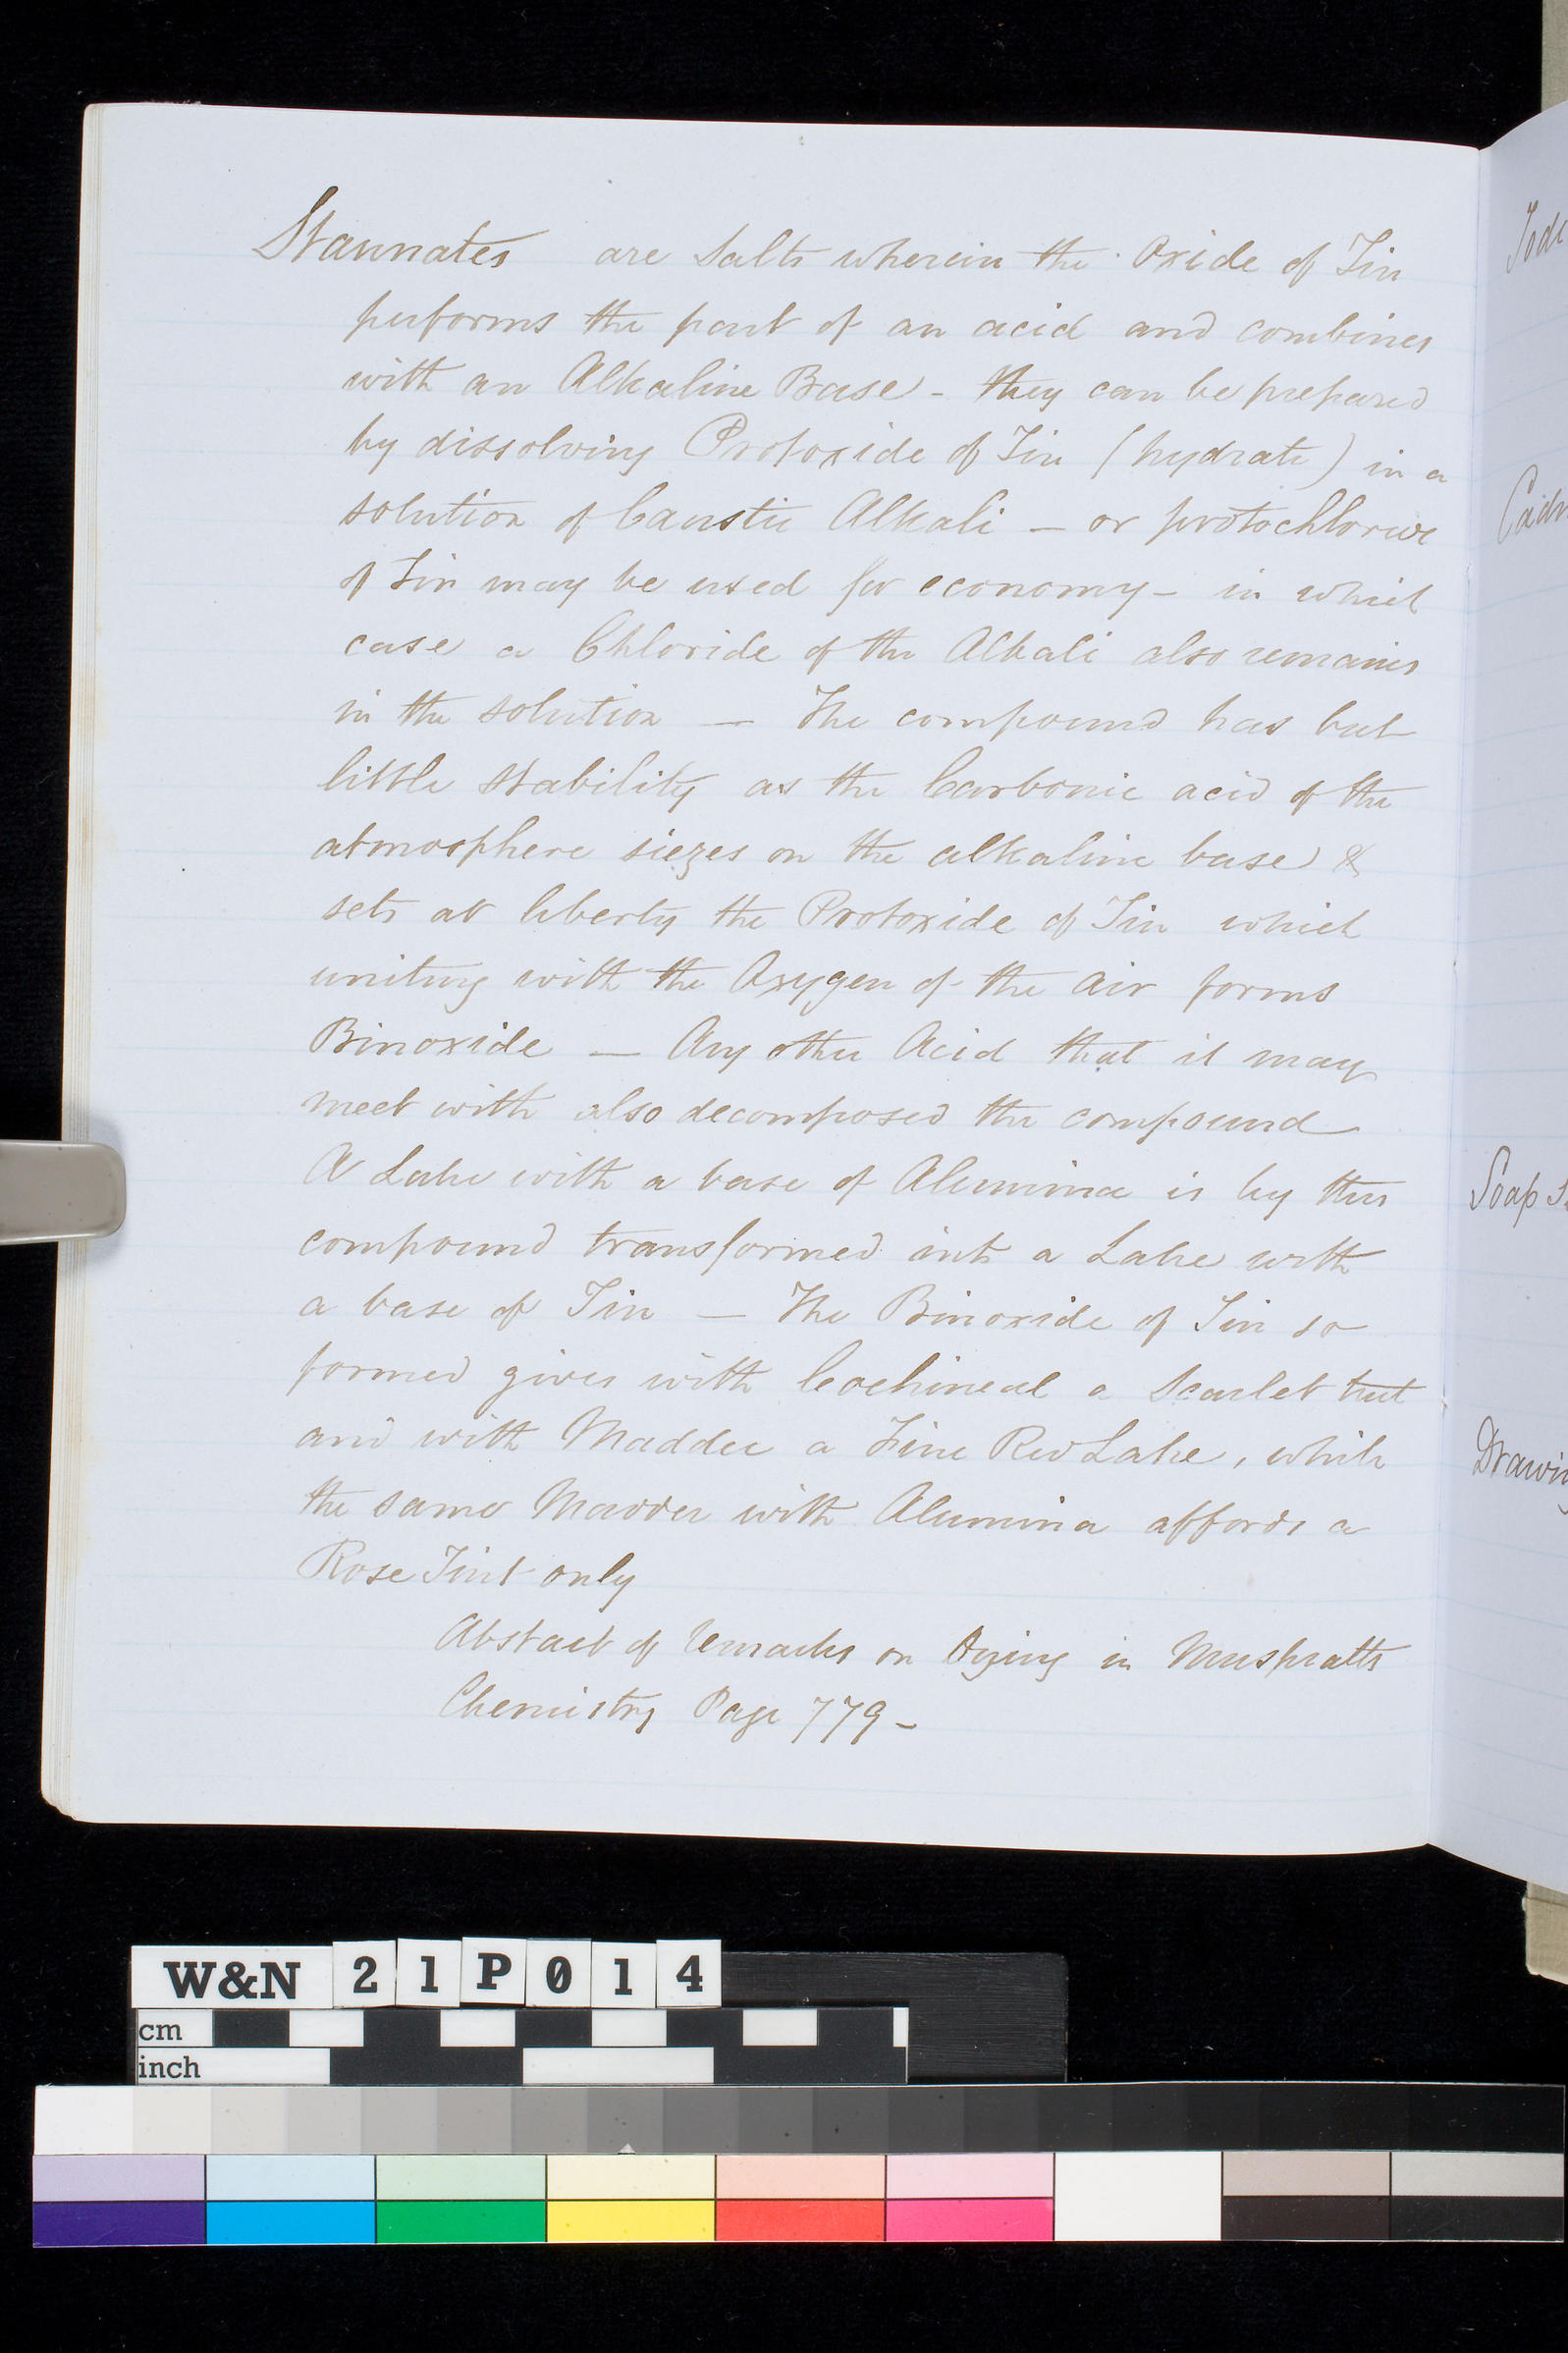 Stannates are Salts wherein the Oxide of Tin
performs the part of an acid and combines
with an Alkaline Base - they can be prepared
by dissolving Protoxide of Tin (hydrate) in a
solution of Caustic Alkali - or protochloride
of Tin may be used for economy - in which
case a Chloride of the Alkali also remains
in the solution - The compound has but
little stability as the Carbonic acid of the
atmosphere siezes on the alkaline base &
sets at liberty the Protoxide of Tin which
uniting with the Oxygen of the air forms
Binoxide - Any other Acid that it may
meet with also decomposed the compound
A Lake with a base of Alumina is by this
compound transformed into a Lake with
a base of Tin - The Binoxide of Tin so
formed gives with Cochineal a Scarlet tint
and with Madder a Fine Red Lake, while
the same Madder with Alumina affords a
Rose Tint only
Abstact of remarks on Dying in Muspratts
Chemistry Page 779 -
Cadm
Soap
Drawing
W&N 21P014
cm
inch